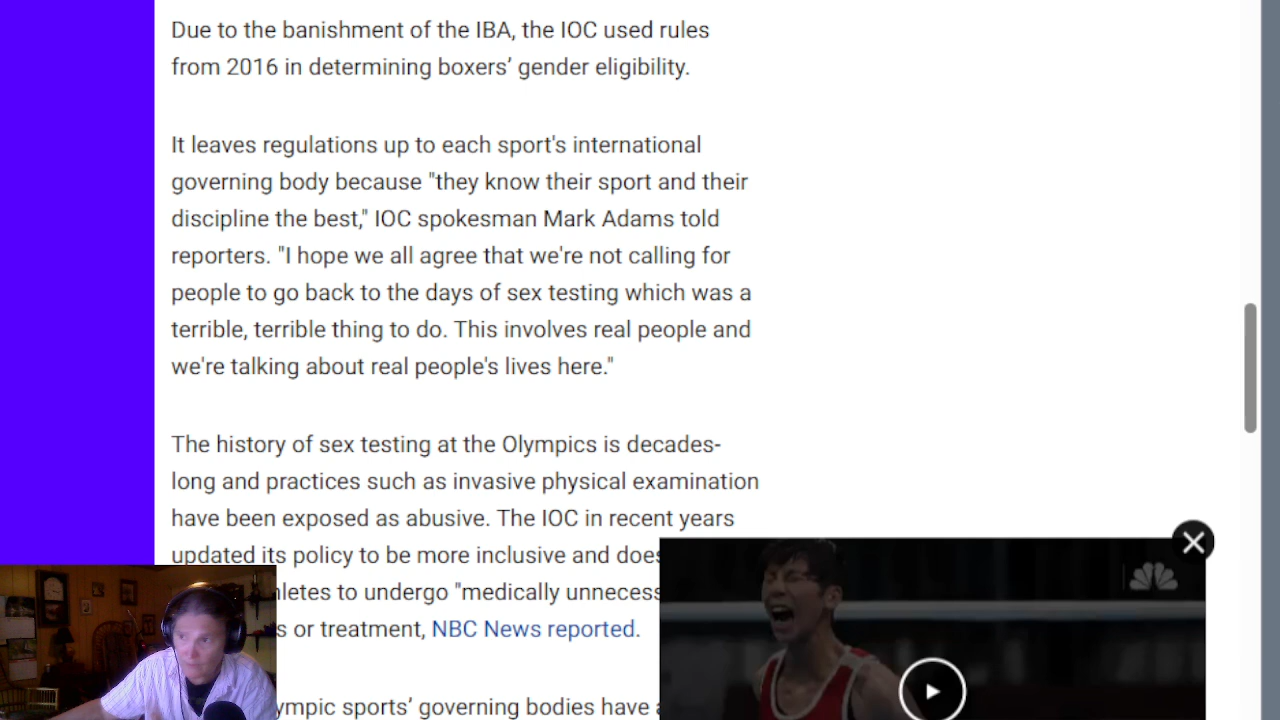 Due to the banishment of the IBA, the IOC used rules
from 2016 in determining boxers’ gender eligibility.
It leaves regulations up to each sport's international
governing body because "they know their sport and their
discipline the best," IOC spokesman Mark Adams told
reporters. "I hope we all agree that we're not calling for
people to go back to the days of sex testing which was a
terrible, terrible thing to do. This involves real people and
we're talking about real people's lives here."
The history of sex testing at the Olympics is decades-
long and practices such as invasive physical examination
have been exposed as abusive. The IOC in recent years
updated its policy to be more inclusive and does
hletes to undergo "medically unnecess
s or treatment, NBC News reported.
ympic sports’ governing bodies have